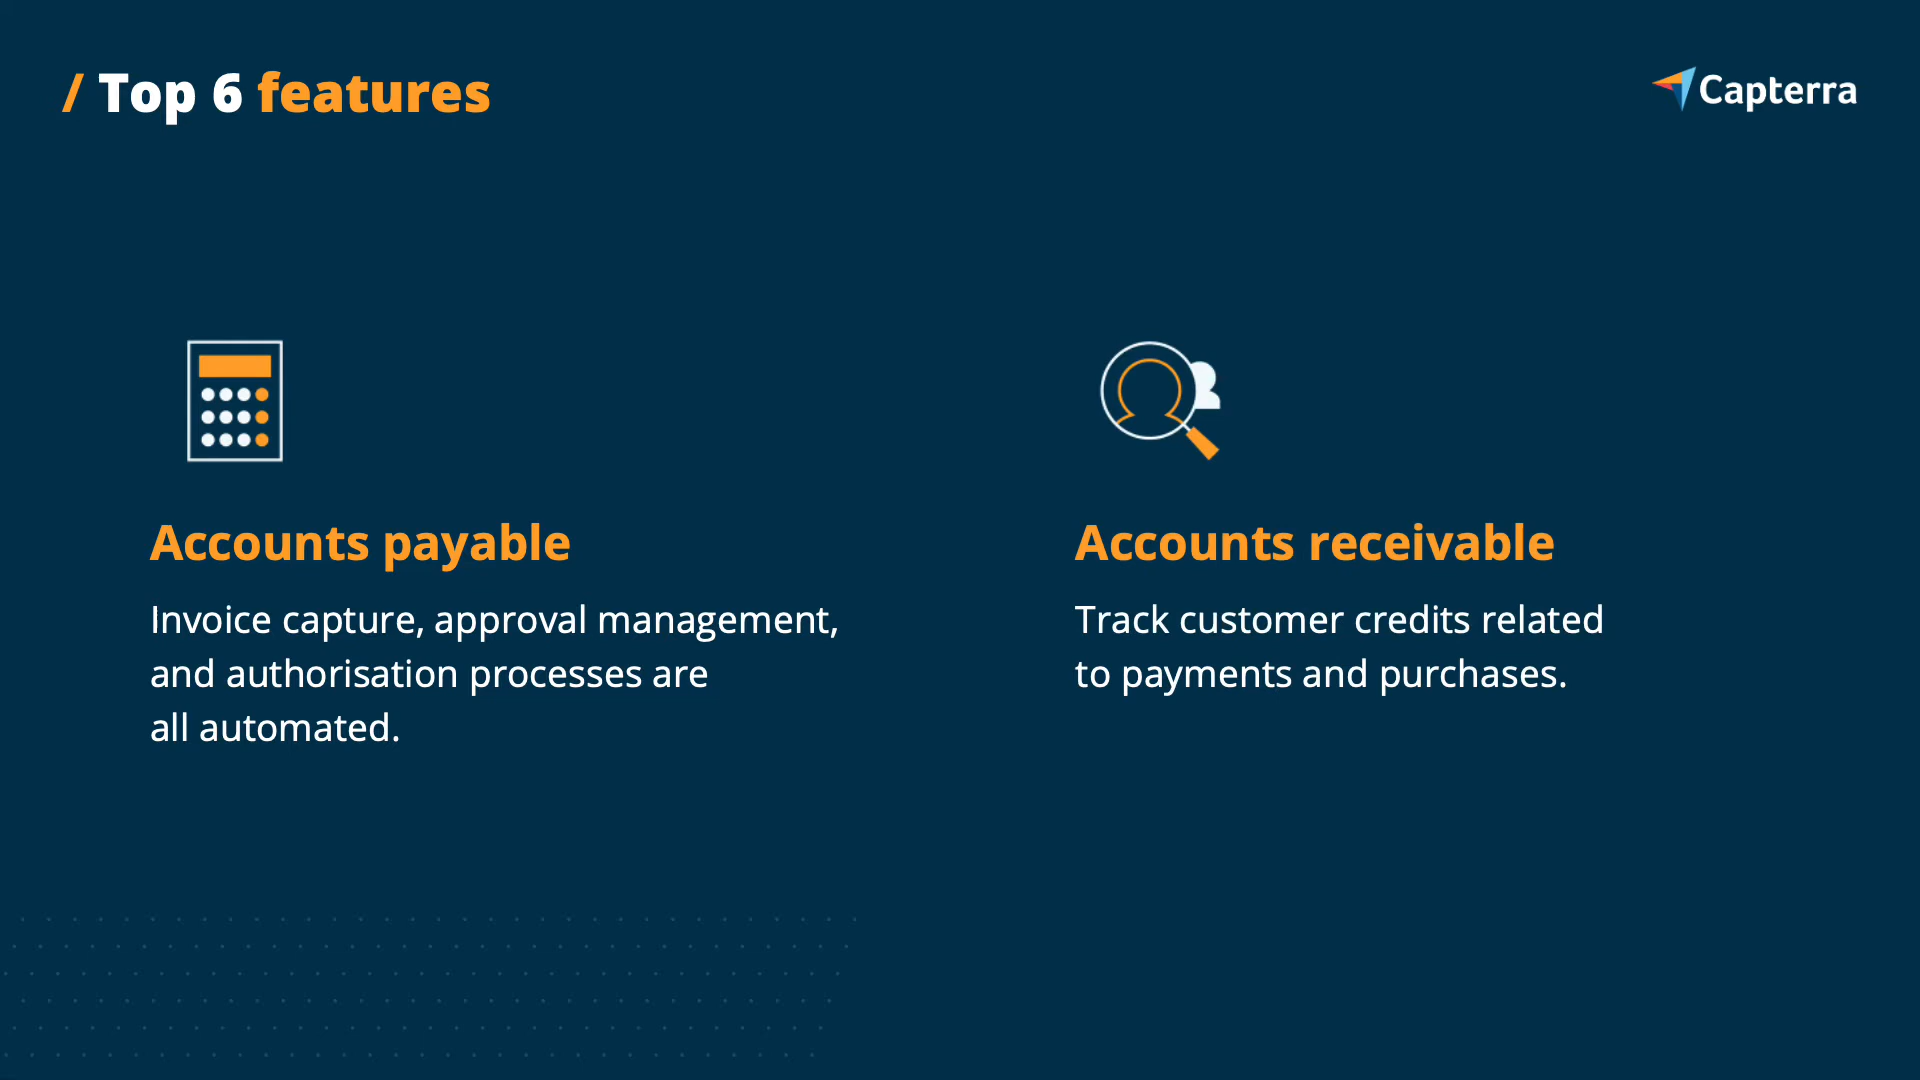 / Top 6 features
Capterra
Accounts payable
Invoice capture, approval management,
and authorisation processes are
all automated.
Accounts receivable
Track customer credits related
to payments and purchases.